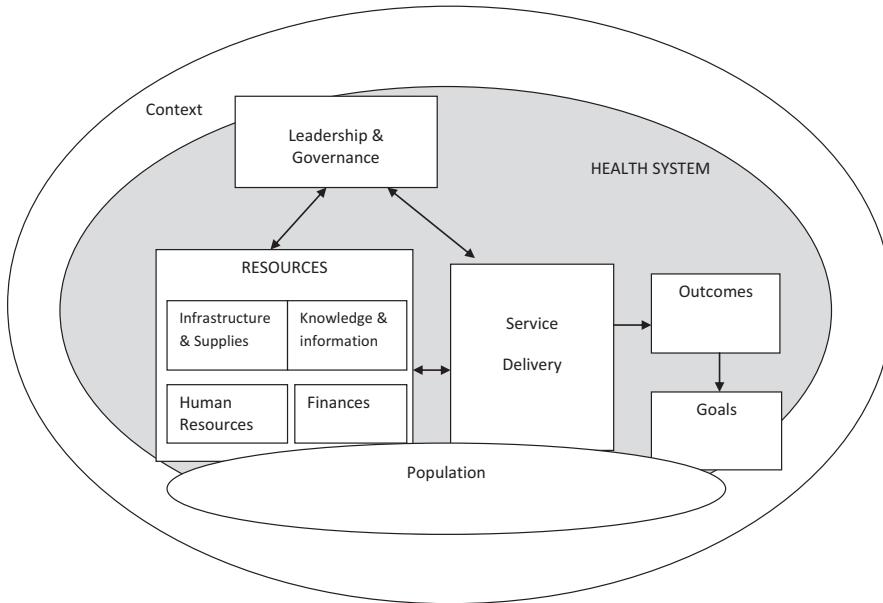 Context
Leadership &
Governance
HEALTH SYSTEM
RESOURCES
Infrastructure
& Supplies
Knowledge &
information
Human
Resources
Finances
Service
Delivery
Outcomes
Goals
Population